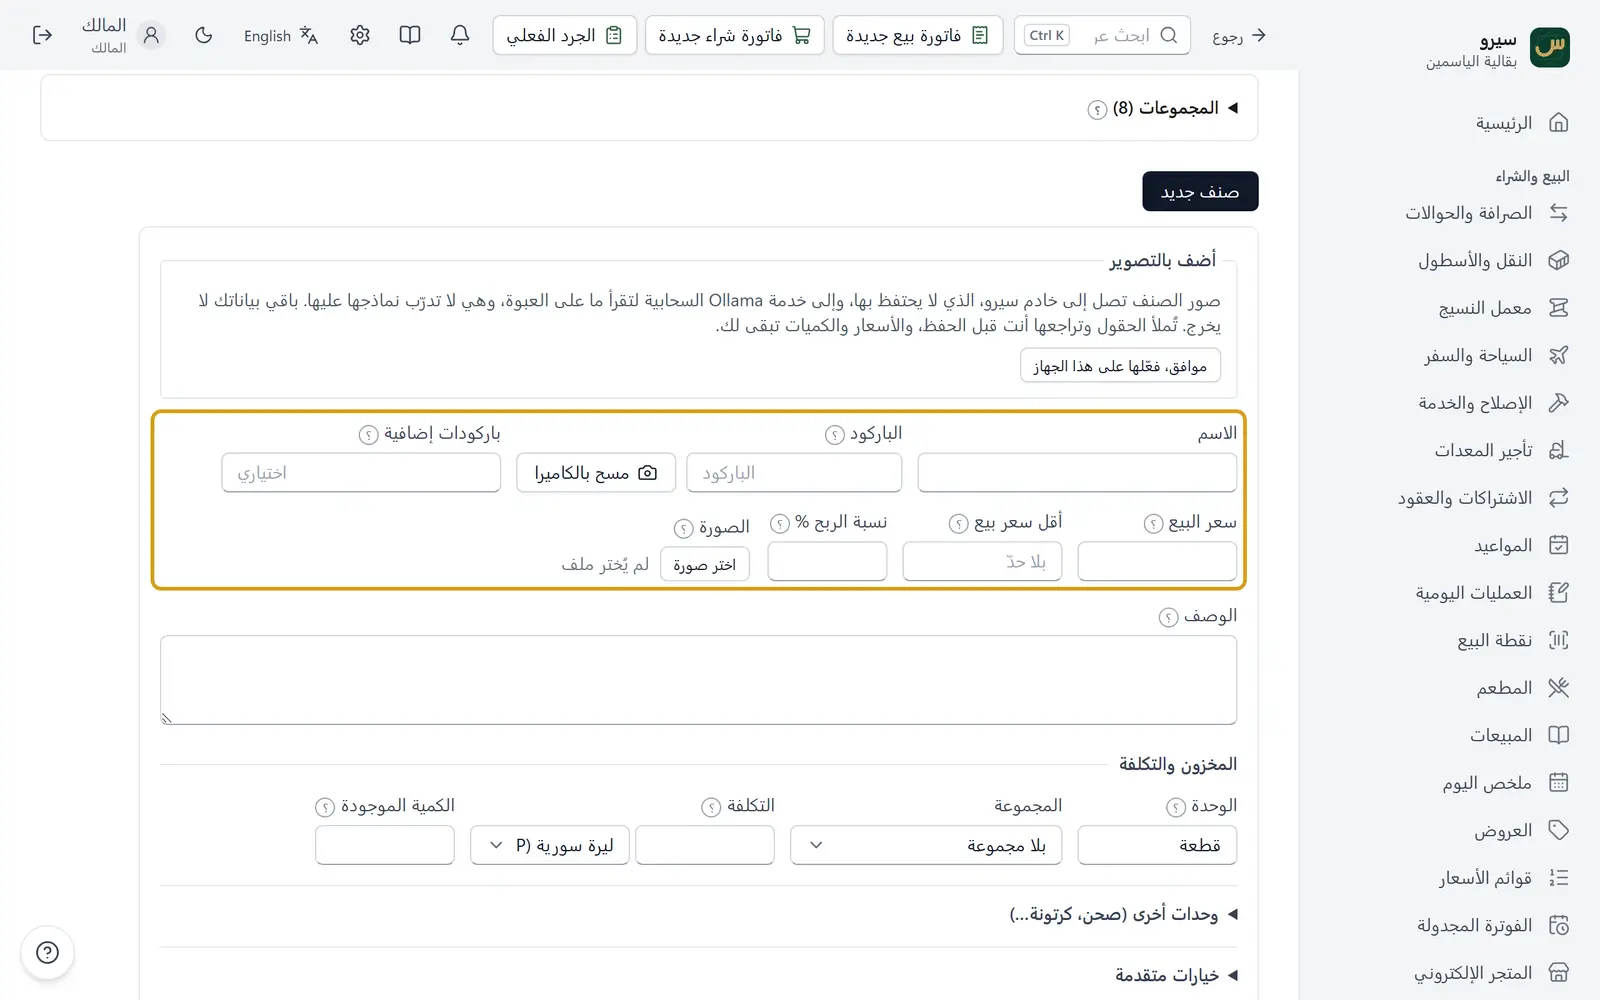 سيرو
بقالية الياسمين
رجوع
ابحث عر
Ctrl K
فاتورة بيع جديدة
فاتورة شراء جديدة
الجرد الفعلي
English
المالك
المالك
الرئيسية
البيع والشراء
الصرافة والحوالات
النقل والأسطول
معمل النسيج
السياحة والسفر
الإصلاح والخدمة
تأجير المعدات
الاشتراكات والعقود
المواعيد
العمليات اليومية
نقطة البيع
المطعم
المبيعات
ملخص اليوم
العروض
قوائم الأسعار
الفوترة المجدولة
المتجر الإلكتروني
المجموعات (8) ؟
صنف جديد
أضف بالتصوير
صور الصنف تصل إلى خادم سيرو، الذي لا يحتفظ بها، وإلى خدمة Ollama السحابية لتقرأ ما على العبوة، وهي لا تدرّب نماذجها عليها. باقي بياناتك لا
يخرج. تُملأ الحقول وتراجعها أنت قبل الحفظ، والأسعار والكميات تبقى لك.
موافق، فعّلها على هذا الجهاز
الاسم
الباركود ؟
باركودات إضافية ؟
الباركود
مسح بالكاميرا
اختياري
سعر البيع ؟
أقل سعر بيع ؟
نسبة الربح % ؟
الصورة ؟
بلا حدّ
اختر صورة
لم يُختر ملف
الوصف ؟
المخزون والتكلفة
الوحدة ؟
المجموعة
التكلفة ؟
الكمية الموجودة ؟
قطعة
بلا مجموعة
ليرة سورية (P
وحدات أخرى (صحن، كرتونة...)
خيارات متقدمة